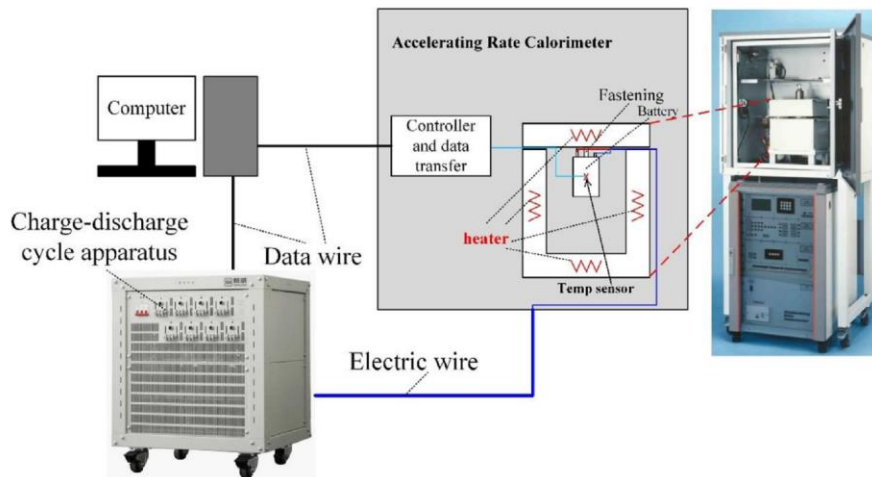 Accelerating Rate Calorimeter
Computer
Controller
and data
transfer
Fastening
Battery
heater
Temp sensor
Charge-discharge
cycle apparatus
Data wire
Electric wire